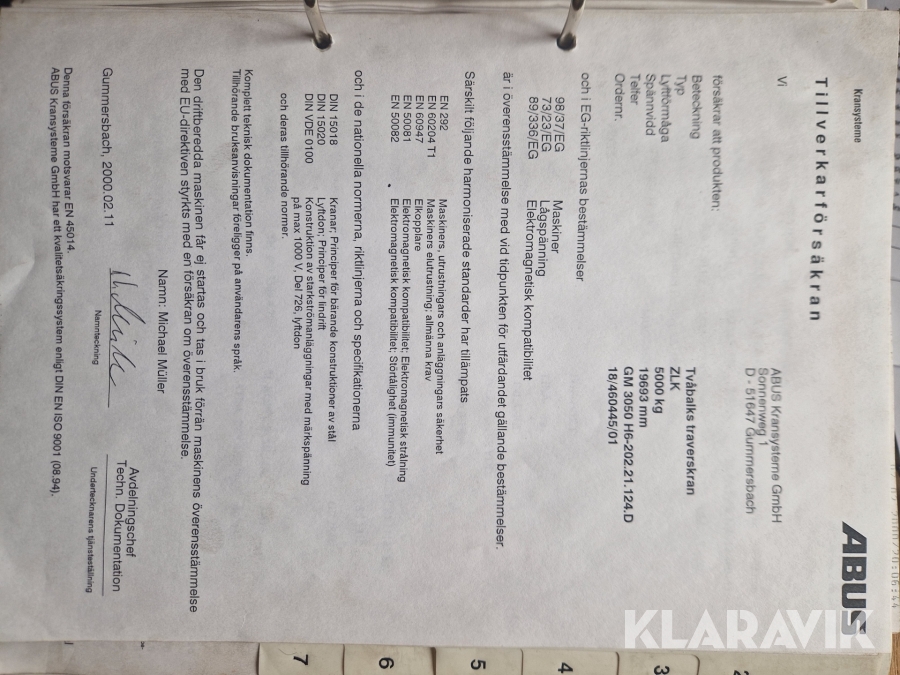 ABUS
Kransysteme
Tillverkarförsäkran
Vi
ABUS Kransysteme GmbH
Sonnenweg 1
D - 51647 Gummersbach
försäkrar att produkten:
Beteckning Tvåbalks traverskran
Typ ZLK
Lyftförmåga 5000 kg
Spännvidd 19693 mm
Telfer GM 3050 H6-202.21.124.D
Ordernr. 18/460445/01
och i EG-riktlinjernas bestämmelser
98/37/EG Maskiner
73/23/EG Lågspänning
89/336/EG Elektromagnetisk kompatibilitet
är i överensstämmelse med vid tidpunkten för utfärdandet gällande bestämmelser.
Särskilt följande harmoniserade standarder har tillämpats
EN 292 Maskiners, utrustningars och anläggningars säkerhet
EN 60204 T1 Maskiners elutrustning; allmänna krav
EN 60947 Elkopplare
EN 50081 Elektromagnetisk kompatibilitet; Elektromagnetisk strålning
EN 50082 Elektromagnetisk kompatibilitet; Störtålighet (immunitet)
och i de nationella normerna, riktlinjerna och specifikationerna
DIN 15018 Kranar; Principer för bärande konstruktioner av stål
DIN 15020 Lyftdon; Principer för lindrift
DIN VDE 0100 Konstruktion av starkströmanläggningar med märkspänning
på max 1000 V, Del 726, lyftdon
och deras tillhörande normer.
Komplett teknisk dokumentation finns.
Tillhörande bruksanvisningar föreligger på användarens språk.
Den driftberedda maskinen får ej startas och tas i bruk förrän maskinens överensstämmelse
med EU-direktiven styrkts med en försäkran om överensstämmelse.
Namn: Michael Müller
Avdelningschef
Techn. Dokumentation
Gummersbach, 2000.02.11
Namnteckning
Undertecknarens tjänsteställning
Denna försäkran motsvarar EN 45014.
ABUS Kransysteme GmbH har ett kvalitetsäkringssystem enligt DIN EN ISO 9001 (08.94).
2
3
4
5
6
7
KLARAVIK